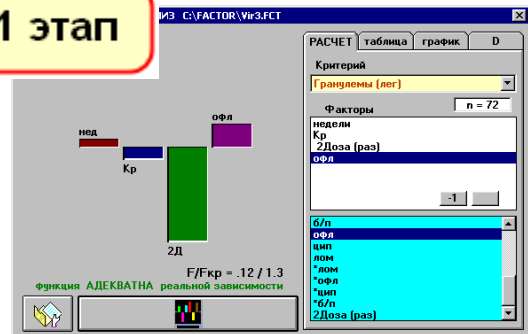 1 этап
ИЗ C:\FACTOR\Vir3.FCT
РАСЧЕТ таблица график D
Критерий
Гранулемы (лег)
Факторы n = 72
недели
Кр
2Доза (раз)
офл
-1
б/п
офл
цип
лом
*лом
*офл
*цип
*б/п
2Доза (раз)
нед
Кр
2Д
офл
F/Fкр = .12 / 1.3
функция АДЕКВАТНА реальной зависимости